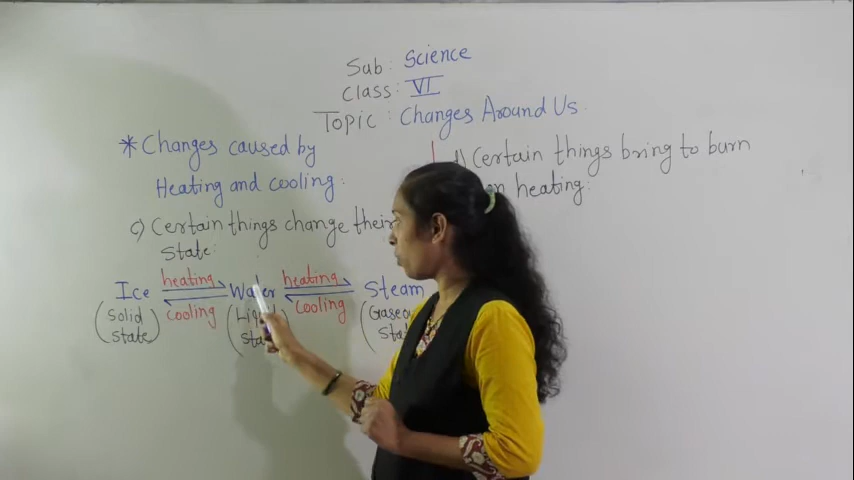 Sub: Science
Class: VI
Topic: Changes Around Us
* Changes caused by
Heating and cooling:
c) Certain things change their
state:
Ice heating Water heating Steam
cooling cooling
(Solid State)
Certain things bring to burn
on heating: